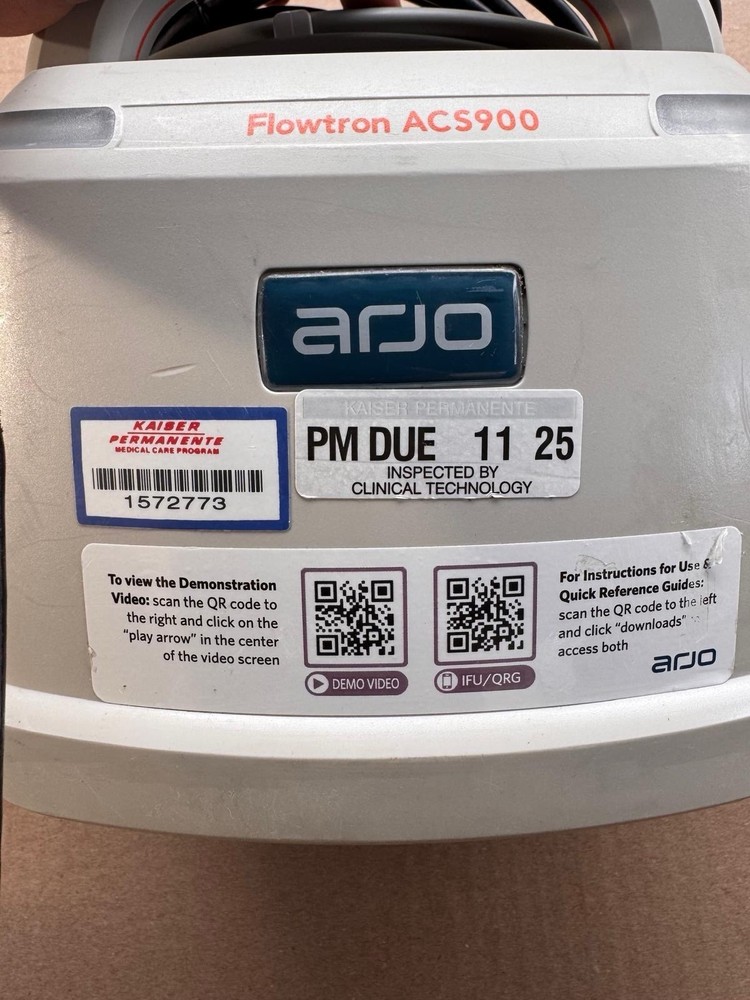 Flowtron ACS900
arjo
KAISER PERMANENTE
PM DUE 11 25
INSPECTED BY
CLINICAL TECHNOLOGY
KAISER
PERMANENTE
MEDICAL CARE PROGRAM
1572773
To view the Demonstration
Video: scan the QR code to
the right and click on the
"play arrow" in the center
of the video screen
DEMO VIDEO
IFU/QRG
For Instructions for Use &
Quick Reference Guides:
scan the QR code to the left
and click "downloads"
access both
arjo